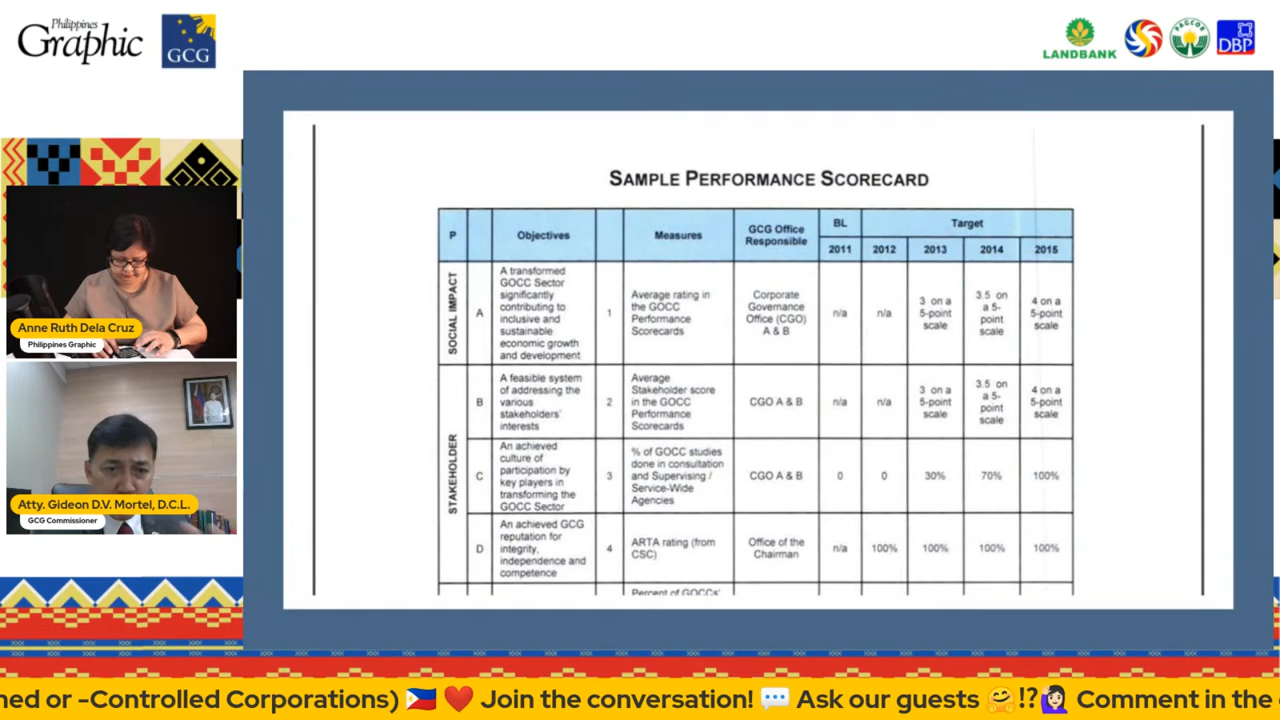 Philippines
Graphic
GCG
LANDBANK
PAGCOR
DBP
SAMPLE PERFORMANCE SCORECARD
P
Objectives
Measures
GCG Office
Responsible
BL
Target
2011
2012
2013
2014
2015
SOCIAL IMPACT
A
A transformed
GOCC Sector
significantly
contributing to
inclusive and
sustainable
economic growth
and development
1
Average rating in
the GOCC
Performance
Scorecards
Corporate
Governance
Office (CGO)
A & B
n/a
n/a
3 on a
5-point
scale
3.5 on
a 5-
point
scale
4 on a
5-point
scale
STAKEHOLDER
B
A feasible system
of addressing the
various
stakeholders'
interests
2
Average
Stakeholder score
in the GOCC
Performance
Scorecards
CGO A & B
n/a
n/a
3 on a
5-point
scale
3.5 on
a 5-
point
scale
4 on a
5-point
scale
C
An achieved
culture of
participation by
key players in
transforming the
GOCC Sector
3
% of GOCC studies
done in consultation
and Supervising /
Service-Wide
Agencies
CGO A & B
0
0
30%
70%
100%
D
An achieved GCG
reputation for
integrity,
independence and
competence
4
ARTA rating (from
CSC)
Office of the
Chairman
n/a
100%
100%
100%
100%
Percent of GOCCs'
Anne Ruth Dela Cruz
Philippines Graphic
Atty. Gideon D.V. Mortel, D.C.L.
GCG Commissioner
ned or -Controlled Corporations) 🇵🇭 ❤️ Join the conversation! 💬 Ask our guests 🤗⁉️🙋🏻‍♀️ Comment in the